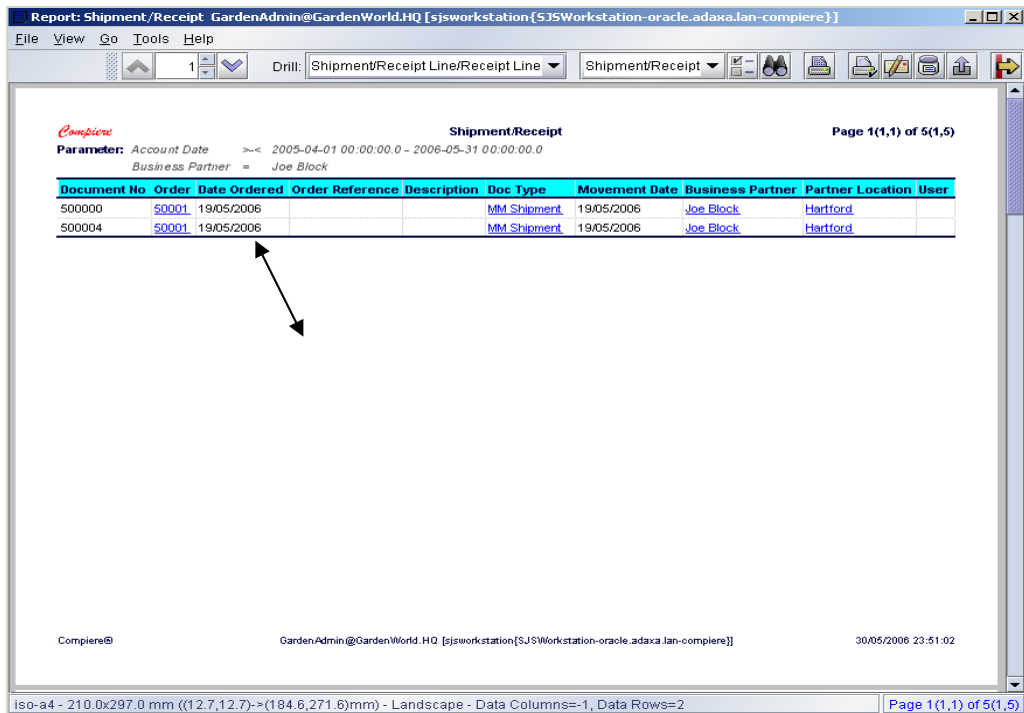 Report: Shipment/Receipt GardenAdmin@GardenWorld.HQ [sjsworkstation{SJSWorkstation-oracle.adaxa.lan-compiere}]
File View Go Tools Help
1 Drill: Shipment/Receipt Line/Receipt Line Shipment/Receipt
Compiere Shipment/Receipt Page 1(1,1) of 5(1,5)
Parameter: Account Date >-< 2005-04-01 00:00:00.0 - 2006-05-31 00:00:00.0
Business Partner = Joe Block
Document No Order Date Ordered Order Reference Description Doc Type Movement Date Business Partner Partner Location User
500000 50001 19/05/2006 MM Shipment 19/05/2006 Joe Block Hartford
500004 50001 19/05/2006 MM Shipment 19/05/2006 Joe Block Hartford
Compiere® GardenAdmin@GardenWorld.HQ [sjsworkstation{SJSWorkstation-oracle.adaxa.lan-compiere}] 30/05/2006 23:51:02
iso-a4 - 210.0x297.0 mm ((12.7,12.7)->(184.6,271.6)mm) - Landscape - Data Columns=-1, Data Rows=2 Page 1(1,1) of 5(1,5)